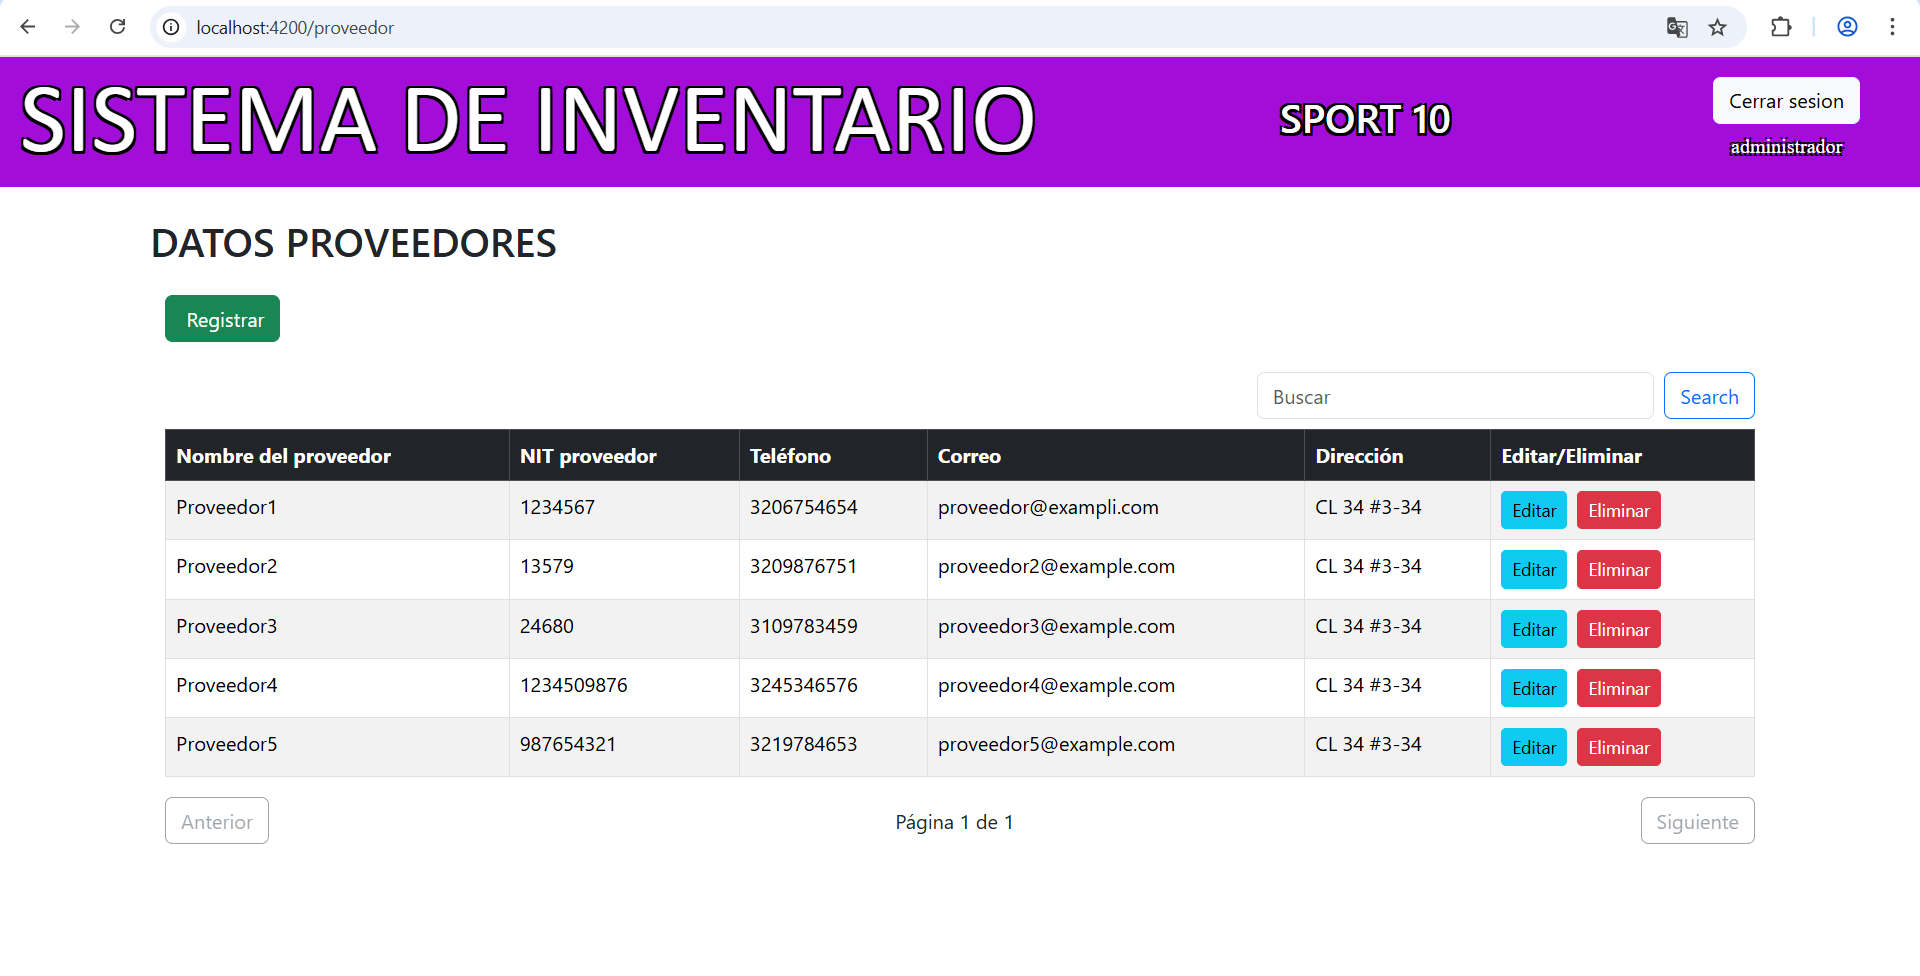 localhost:4200/proveedor
SISTEMA DE INVENTARIO
SPORT 10
Cerrar sesion
administrador
DATOS PROVEEDORES
Registrar
Buscar
Search
Nombre del proveedor NIT proveedor Teléfono Correo Dirección Editar/Eliminar
Proveedor1 1234567 3206754654 proveedor@exampli.com CL 34 #3-34 Editar Eliminar
Proveedor2 13579 3209876751 proveedor2@example.com CL 34 #3-34 Editar Eliminar
Proveedor3 24680 3109783459 proveedor3@example.com CL 34 #3-34 Editar Eliminar
Proveedor4 1234509876 3245346576 proveedor4@example.com CL 34 #3-34 Editar Eliminar
Proveedor5 987654321 3219784653 proveedor5@example.com CL 34 #3-34 Editar Eliminar
Anterior
Página 1 de 1
Siguiente